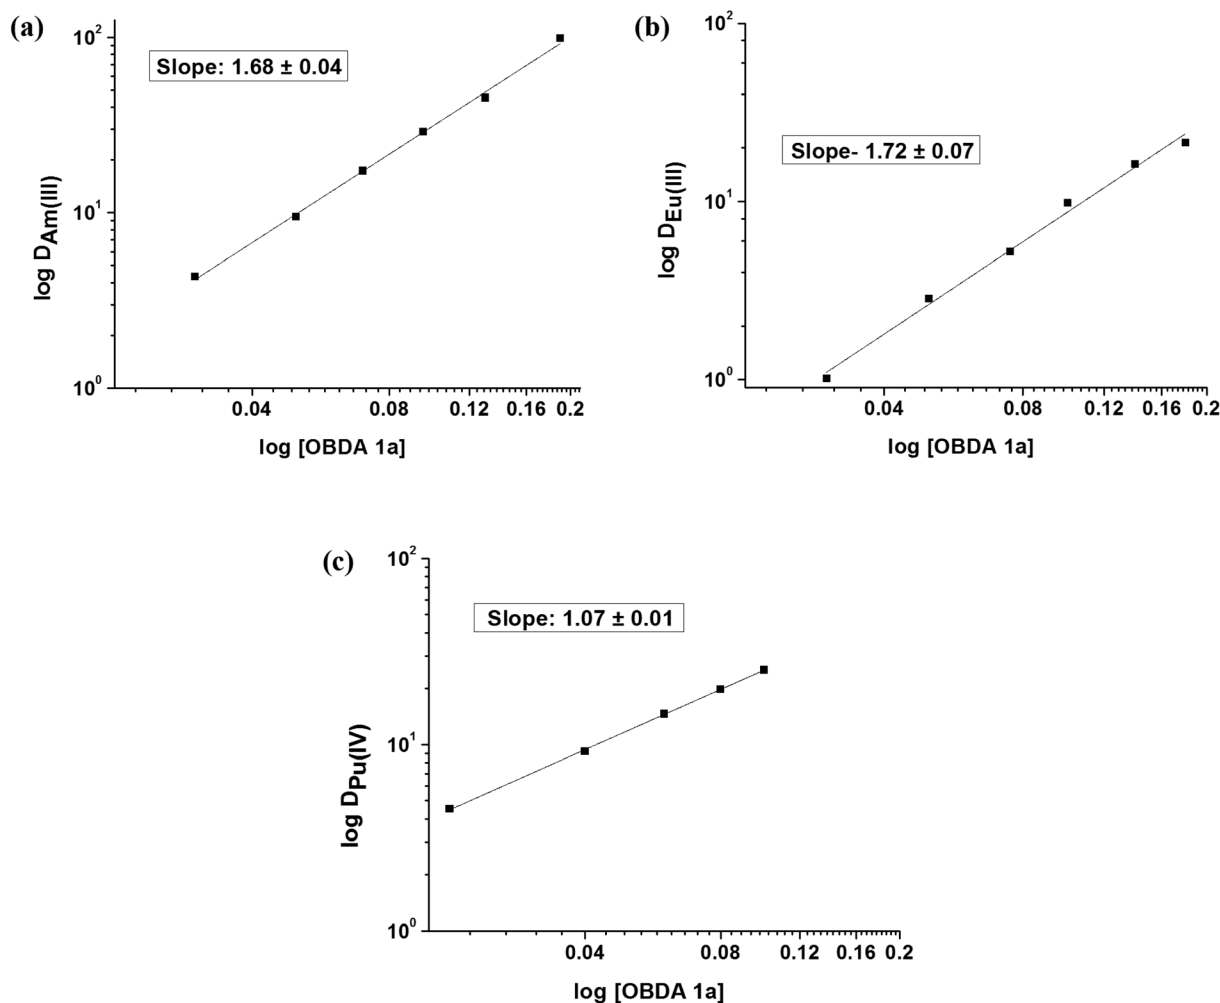 (a)
10²
Slope: 1.68 ± 0.04
10¹
10⁰
log D_Am(III)
0.04 0.08 0.12 0.16 0.2
log [OBDA 1a]
(b)
10²
Slope- 1.72 ± 0.07
10¹
10⁰
log D_Eu(III)
0.04 0.08 0.12 0.16 0.2
log [OBDA 1a]
(c)
10²
Slope: 1.07 ± 0.01
10¹
10⁰
log D_Pu(IV)
0.04 0.08 0.12 0.16 0.2
log [OBDA 1a]